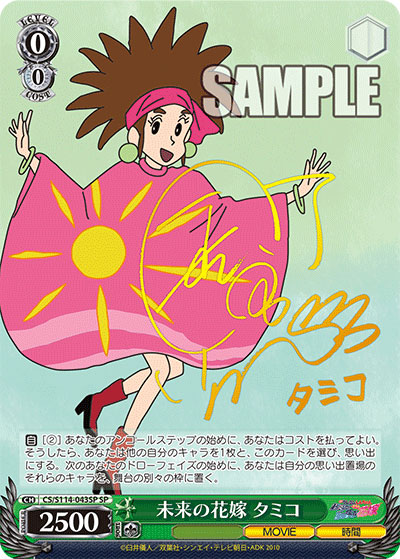 LEVEL
0
0
COST
SAMPLE
タミコ
自 [②] あなたのアンコールステップの始めに、あなたはコストを払ってよい。
そうしたら、あなたは他の自分のキャラを1枚と、このカードを選び、思い出
にする。次のあなたのドローフェイズの始めに、あなたは自分の思い出置場の
それらのキャラを、舞台の別々の枠に置く。
CH CS/S114-043SP SP
2500
未来の花嫁 タミコ
MOVIE
時間
©臼井儀人／双葉社・シンエイ・テレビ朝日・ADK 2010